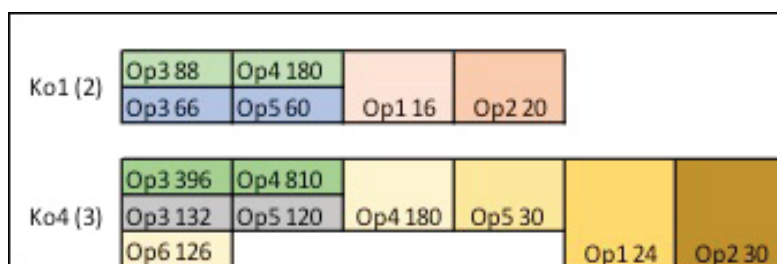 Op3 88 Op4 180
Ko1 (2)
Op3 66 Op5 60 Op1 16 Op2 20
Op3 396 Op4 810
Ko4 (3) Op3 132 Op5 120 Op4 180 Op5 30
Op6 126 Op1 24 Op2 30